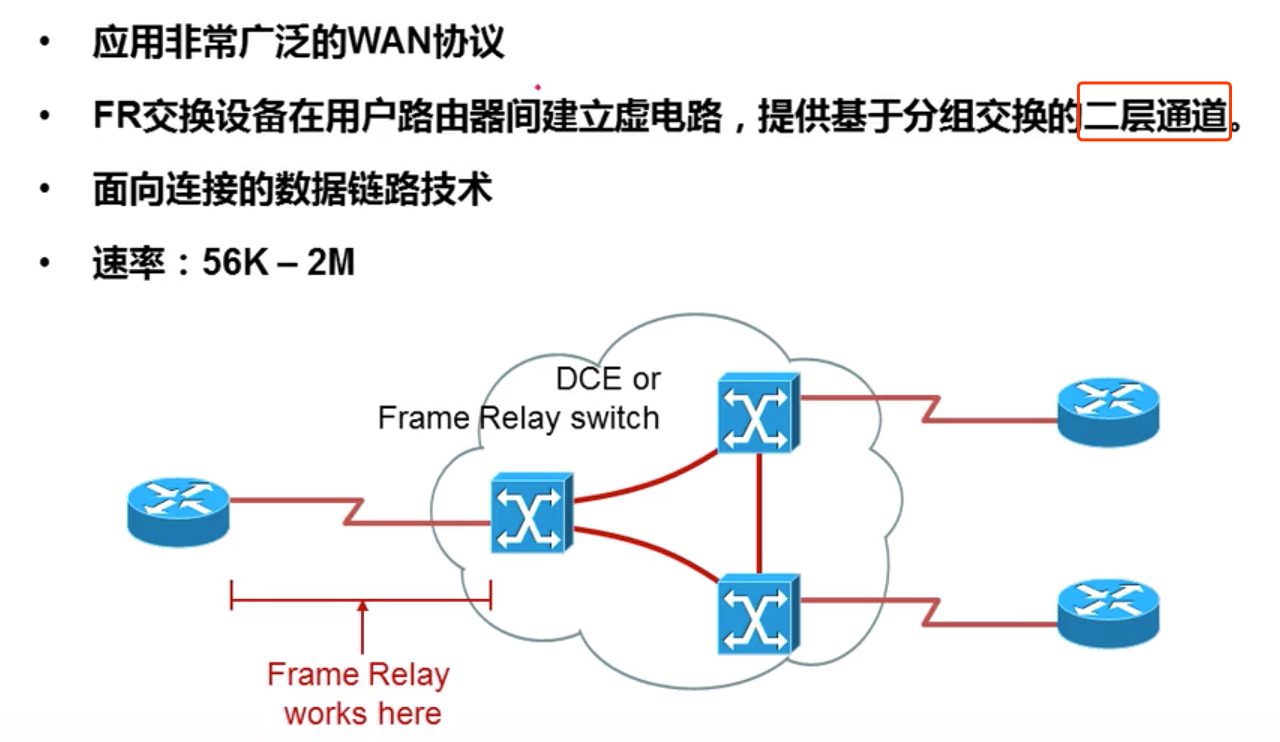 • 应用非常广泛的WAN协议
• FR交换设备在用户路由器间建立虚电路，提供基于分组交换的二层通道。
• 面向连接的数据链路技术
• 速率：56K – 2M
DCE or
Frame Relay switch
Frame Relay
works here